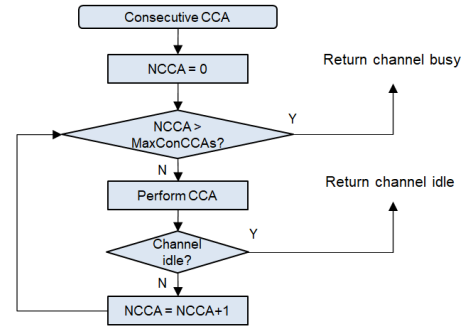 Consecutive CCA
NCCA = 0
Return channel busy
NCCA >
MaxConCCAs?
Y
N
Return channel idle
Perform CCA
Channel
idle?
Y
N
NCCA = NCCA+1